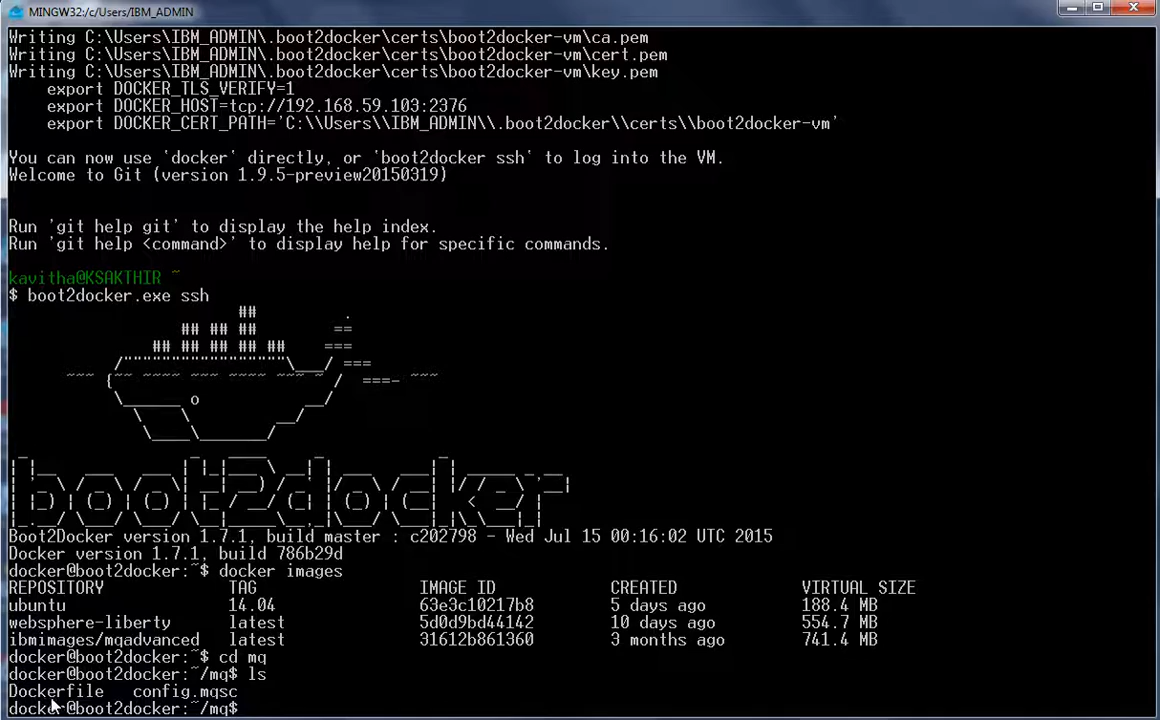 MINGW32:/c/Users/IBM_ADMIN
Writing C:\Users\IBM_ADMIN\.boot2docker\certs\boot2docker-vm\ca.pem
Writing C:\Users\IBM_ADMIN\.boot2docker\certs\boot2docker-vm\cert.pem
Writing C:\Users\IBM_ADMIN\.boot2docker\certs\boot2docker-vm\key.pem
export DOCKER_TLS_VERIFY=1
export DOCKER_HOST=tcp://192.168.59.103:2376
export DOCKER_CERT_PATH='C:\\Users\\IBM_ADMIN\\.boot2docker\\certs\\boot2docker-vm'
You can now use 'docker' directly, or 'boot2docker ssh' to log into the VM.
Welcome to Git (version 1.9.5-preview20150319)
Run 'git help git' to display the help index.
Run 'git help <command>' to display help for specific commands.
kavitha@KSAKTHIR ~
$ boot2docker.exe ssh
boot2docker
Boot2Docker version 1.7.1, build master : c202798 - Wed Jul 15 00:16:02 UTC 2015
Docker version 1.7.1, build 786b29d
docker@boot2docker:~$ docker images
REPOSITORY TAG IMAGE ID CREATED VIRTUAL SIZE
ubuntu 14.04 63e3c10217b8 5 days ago 188.4 MB
websphere-liberty latest 5d0d9bd44142 10 days ago 554.7 MB
ibmimages/mqadvanced latest 31612b861360 3 months ago 741.4 MB
docker@boot2docker:~$ cd mq
docker@boot2docker:~/mq$ ls
Dockerfile config.mqsc
docker@boot2docker:~/mq$